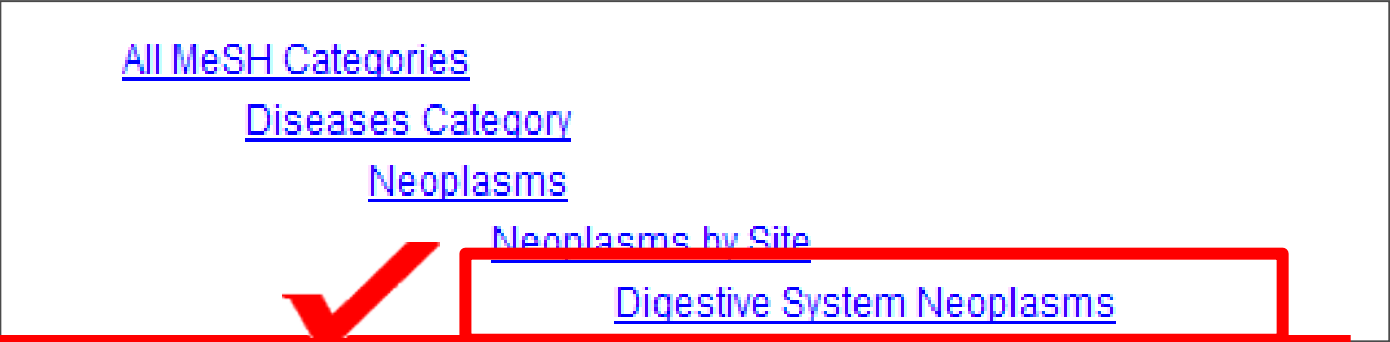 All MeSH Categories
Diseases Category
Neoplasms
Neoplasms by Site
Digestive System Neoplasms